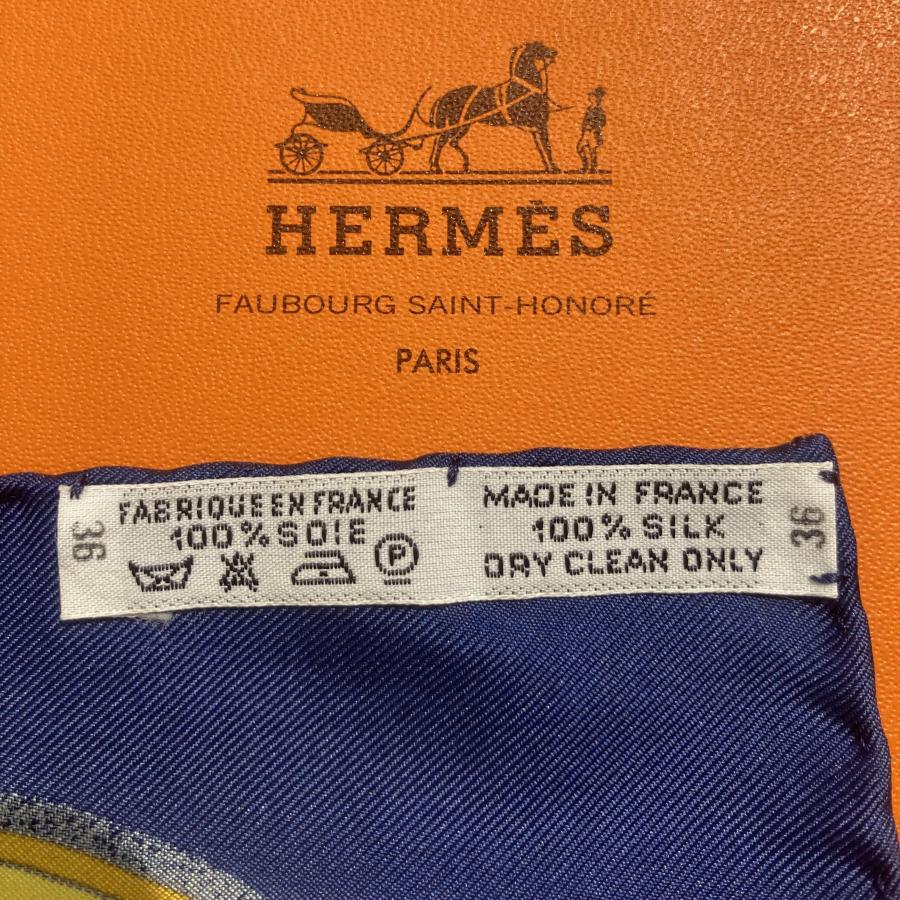 HERMÈS
FAUBOURG SAINT-HONORÉ
PARIS
36
FABRIQUE EN FRANCE
100% SOIE
P
MADE IN FRANCE
100% SILK
DRY CLEAN ONLY
36